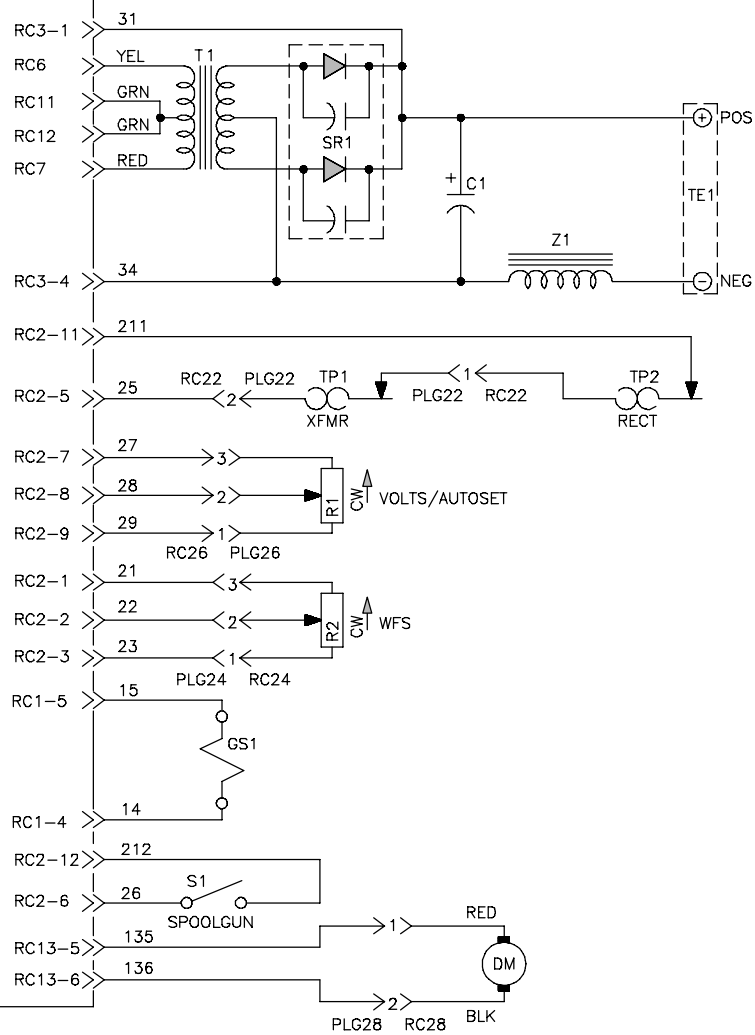 RC3-1 31
RC6 YEL T1
RC11 GRN
RC12 GRN
RC7 RED
SR1
+ C1
+ POS
TE1
Z1
RC3-4 34 - NEG
RC2-11 211
RC22 PLG22 TP1 1 TP2
RC2-5 25 2 XFMR PLG22 RC22 RECT
RC2-7 27 3
RC2-8 28 2 R1 CW VOLTS/AUTOSET
RC2-9 29 1
RC26 PLG26
RC2-1 21 3
RC2-2 22 2 R2 CW WFS
RC2-3 23 1
PLG24 RC24
RC1-5 15
GS1
RC1-4 14
RC2-12 212
S1
RC2-6 26
SPOOLGUN
RC13-5 135 1 RED
DM
RC13-6 136 2 BLK
PLG28 RC28